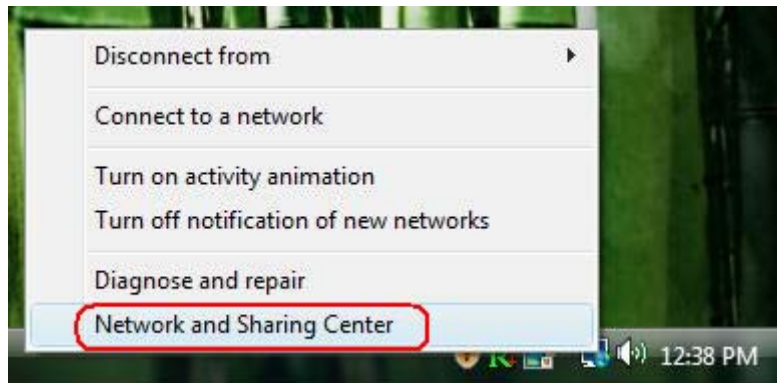 Disconnect from
Connect to a network
Turn on activity animation
Turn off notification of new networks
Diagnose and repair
Network and Sharing Center
12:38 PM